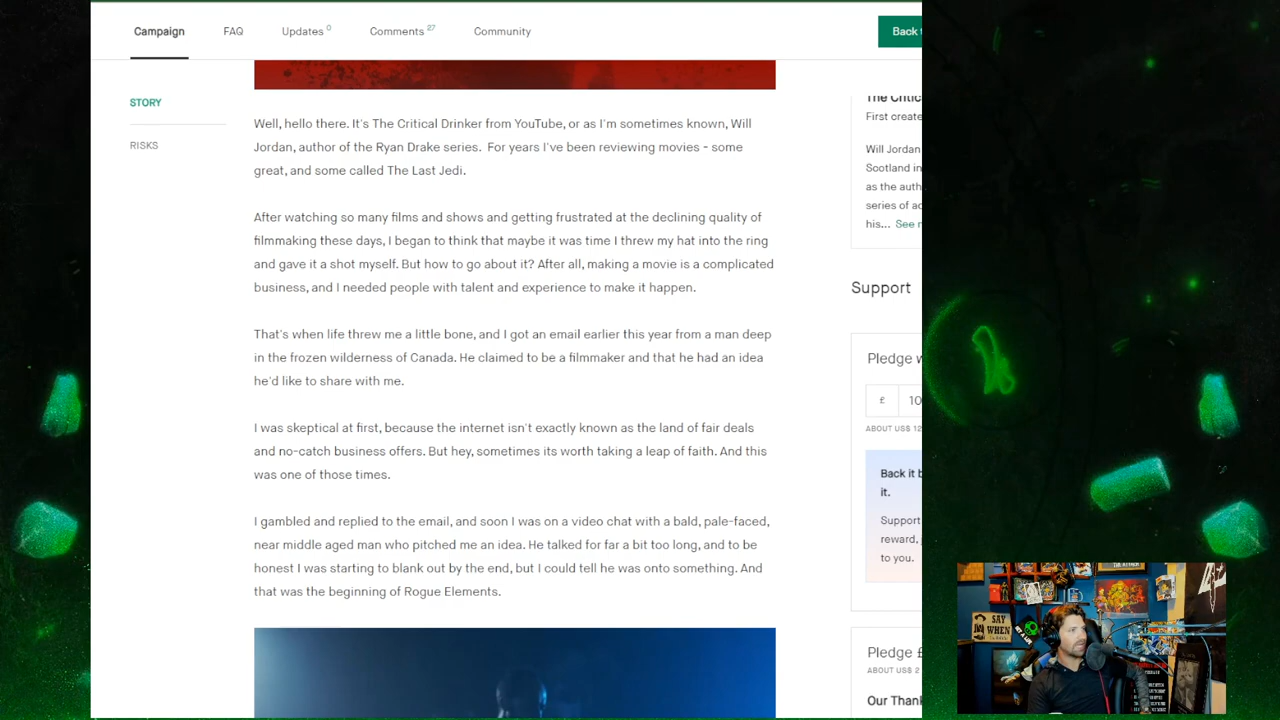 Campaign
FAQ
Updates 0
Comments 27
Community
Back
STORY
RISKS
Well, hello there. It's The Critical Drinker from YouTube, or as I'm sometimes known, Will
Jordan, author of the Ryan Drake series.  For years I've been reviewing movies - some
great, and some called The Last Jedi.
After watching so many films and shows and getting frustrated at the declining quality of
filmmaking these days, I began to think that maybe it was time I threw my hat into the ring
and gave it a shot myself. But how to go about it? After all, making a movie is a complicated
business, and I needed people with talent and experience to make it happen.
That's when life threw me a little bone, and I got an email earlier this year from a man deep
in the frozen wilderness of Canada. He claimed to be a filmmaker and that he had an idea
he'd like to share with me.
I was skeptical at first, because the internet isn't exactly known as the land of fair deals
and no-catch business offers. But hey, sometimes its worth taking a leap of faith. And this
was one of those times.
I gambled and replied to the email, and soon I was on a video chat with a bald, pale-faced,
near middle aged man who pitched me an idea. He talked for far a bit too long, and to be
honest I was starting to blank out by the end, but I could tell he was onto something. And
that was the beginning of Rogue Elements.
The Critic
First create
Will Jordan
Scotland in
as the auth
series of ac
his... See
Support
Pledge
£ 10
ABOUT US$ 12
Back it b
it.
Support
reward,
to you.
Pledge £
ABOUT US$ 2
Our Thank
SAY
WHEN